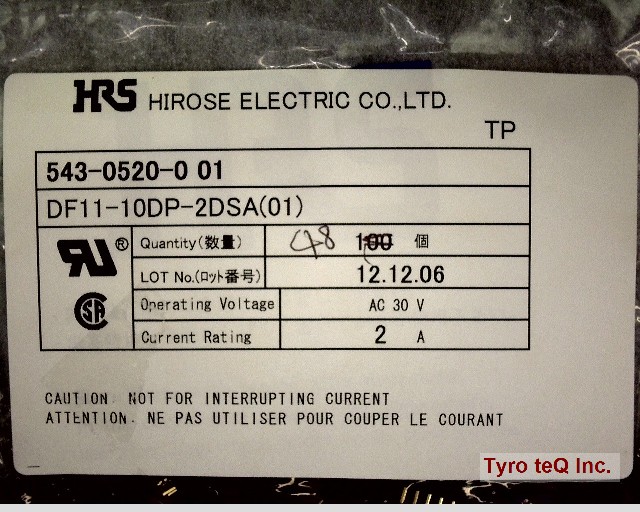 HRS HIROSE ELECTRIC CO.,LTD.
TP
543-0520-0 01
DF11-10DP-2DSA(01)
RU ® Quantity(数量) 48 100 個
LOT No.(ロット番号) 12.12.06
SA Operating Voltage AC 30 V
Current Rating 2 A
CAUTION. NOT FOR INTERRUPTING CURRENT
ATTENTION. NE PAS UTILISER POUR COUPER LE COURANT
Tyro teQ Inc.